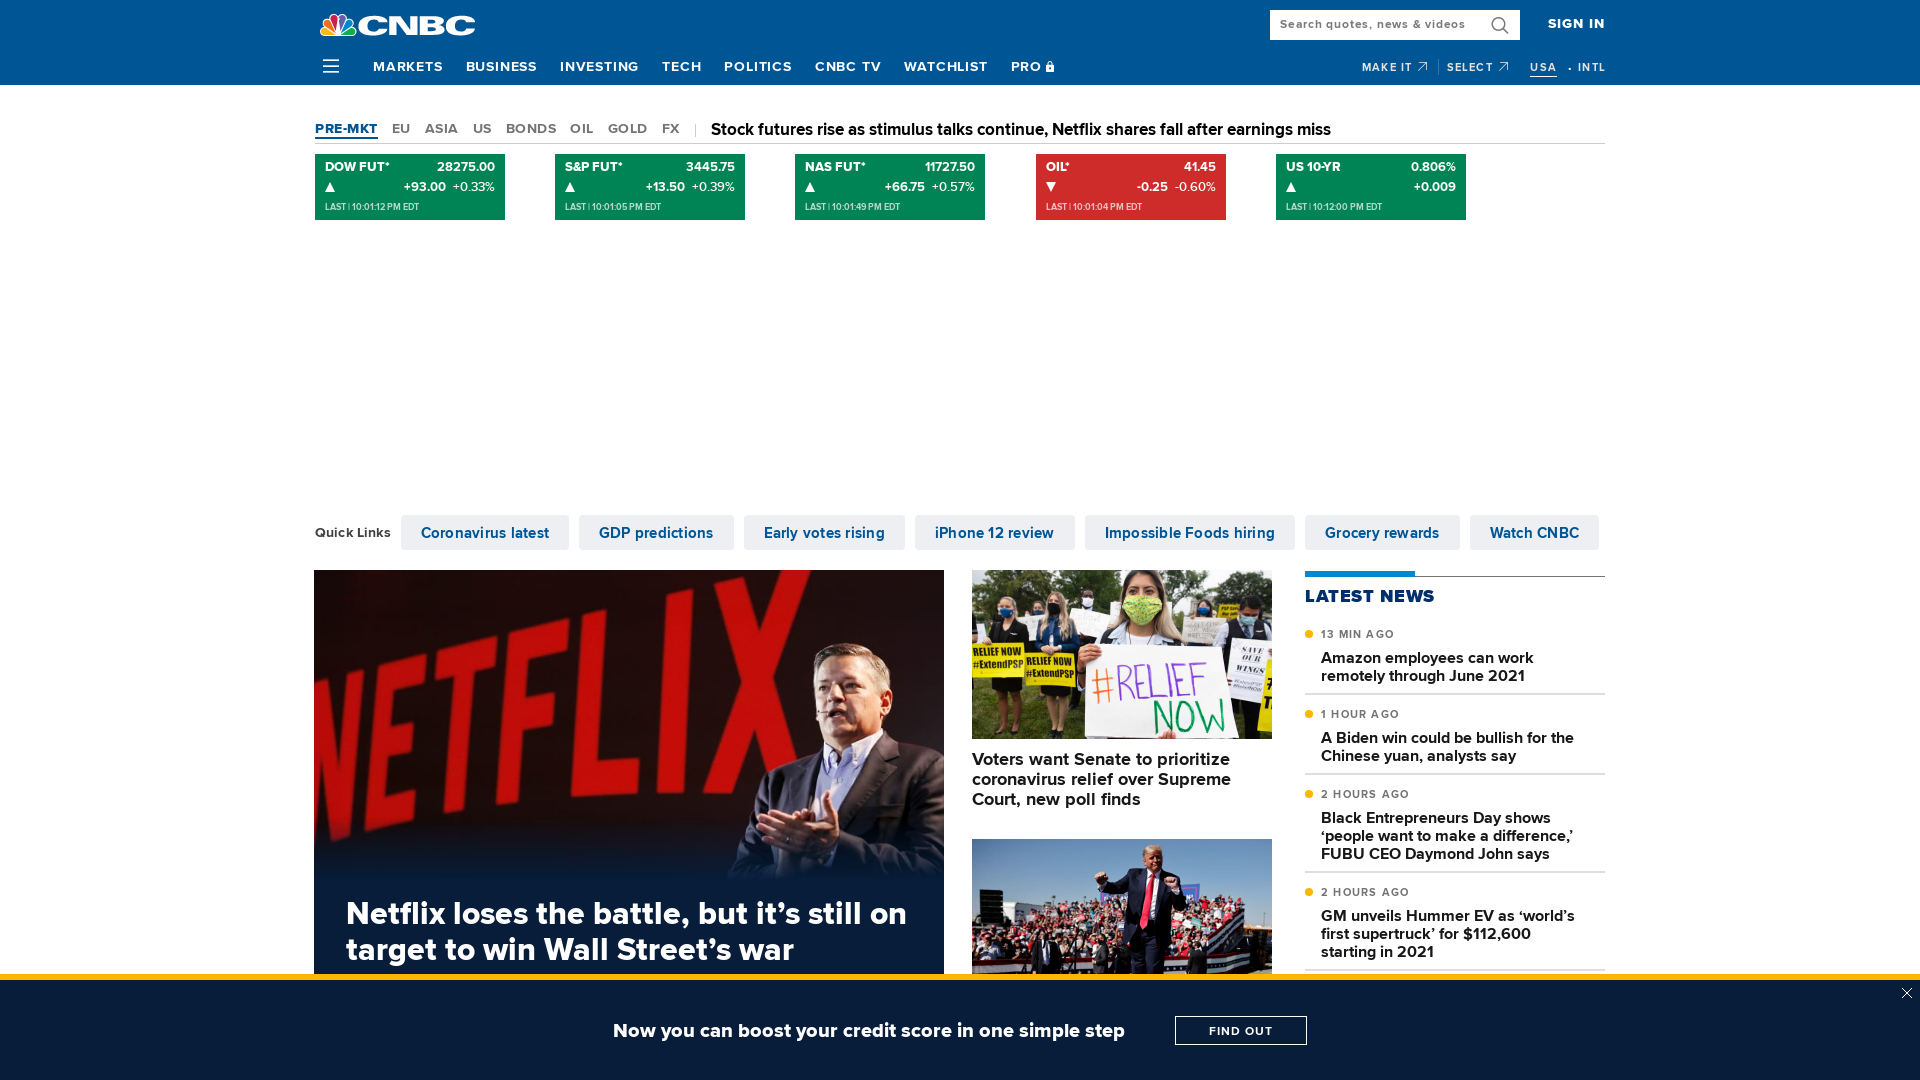 CNBC
Search quotes, news & videos
SIGN IN
MARKETS BUSINESS INVESTING TECH POLITICS CNBC TV WATCHLIST PRO
MAKE IT SELECT USA • INTL
PRE-MKT EU ASIA US BONDS OIL GOLD FX
Stock futures rise as stimulus talks continue, Netflix shares fall after earnings miss
DOW FUT* 28275.00
+93.00 +0.33%
LAST | 10:01:12 PM EDT
S&P FUT* 3445.75
+13.50 +0.39%
LAST | 10:01:05 PM EDT
NAS FUT* 11727.50
+66.75 +0.57%
LAST | 10:01:49 PM EDT
OIL* 41.45
-0.25 -0.60%
LAST | 10:01:04 PM EDT
US 10-YR 0.806%
+0.009
LAST | 10:12:00 PM EDT
Quick Links
Coronavirus latest
GDP predictions
Early votes rising
iPhone 12 review
Impossible Foods hiring
Grocery rewards
Watch CNBC
NETFLIX
Netflix loses the battle, but it’s still on
target to win Wall Street’s war
RELIEF NOW
#ExtendPSP
RELIEF NOW
#ExtendPSP
#RELIEF
NOW
SAVE
OUR
WINGS
Voters want Senate to prioritize
coronavirus relief over Supreme
Court, new poll finds
LATEST NEWS
13 MIN AGO
Amazon employees can work
remotely through June 2021
1 HOUR AGO
A Biden win could be bullish for the
Chinese yuan, analysts say
2 HOURS AGO
Black Entrepreneurs Day shows
‘people want to make a difference,’
FUBU CEO Daymond John says
2 HOURS AGO
GM unveils Hummer EV as ‘world’s
first supertruck’ for $112,600
starting in 2021
Now you can boost your credit score in one simple step
FIND OUT